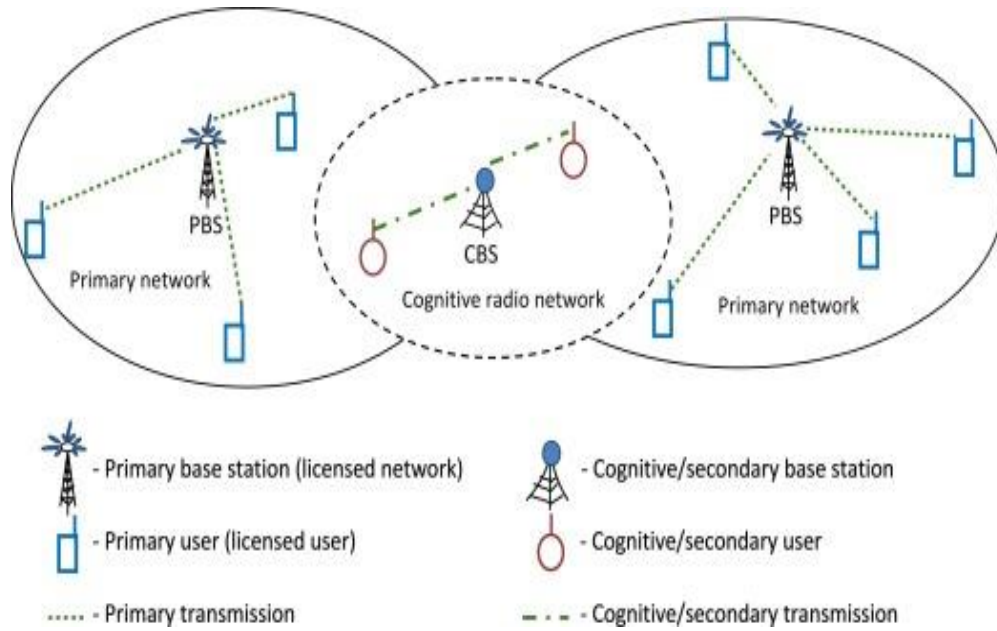 PBS
Primary network
CBS
Cognitive radio network
PBS
Primary network
- Primary base station (licensed network)
- Cognitive/secondary base station
- Primary user (licensed user)
- Cognitive/secondary user
- Primary transmission
- Cognitive/secondary transmission